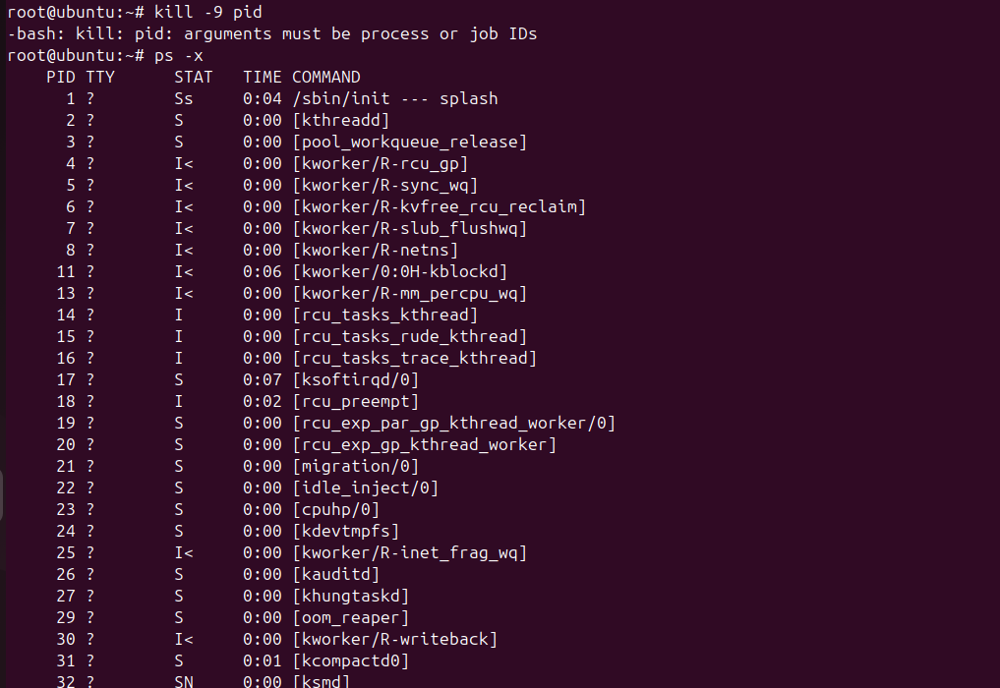 root@ubuntu:~# kill -9 pid
-bash: kill: pid: arguments must be process or job IDs
root@ubuntu:~# ps -x
    PID TTY      STAT   TIME COMMAND
      1 ?        Ss     0:04 /sbin/init --- splash
      2 ?        S      0:00 [kthreadd]
      3 ?        S      0:00 [pool_workqueue_release]
      4 ?        I<     0:00 [kworker/R-rcu_gp]
      5 ?        I<     0:00 [kworker/R-sync_wq]
      6 ?        I<     0:00 [kworker/R-kvfree_rcu_reclaim]
      7 ?        I<     0:00 [kworker/R-slub_flushwq]
      8 ?        I<     0:00 [kworker/R-netns]
     11 ?        I<     0:06 [kworker/0:0H-kblockd]
     13 ?        I<     0:00 [kworker/R-mm_percpu_wq]
     14 ?        I      0:00 [rcu_tasks_kthread]
     15 ?        I      0:00 [rcu_tasks_rude_kthread]
     16 ?        I      0:00 [rcu_tasks_trace_kthread]
     17 ?        S      0:07 [ksoftirqd/0]
     18 ?        I      0:02 [rcu_preempt]
     19 ?        S      0:00 [rcu_exp_par_gp_kthread_worker/0]
     20 ?        S      0:00 [rcu_exp_gp_kthread_worker]
     21 ?        S      0:00 [migration/0]
     22 ?        S      0:00 [idle_inject/0]
     23 ?        S      0:00 [cpuhp/0]
     24 ?        S      0:00 [kdevtmpfs]
     25 ?        I<     0:00 [kworker/R-inet_frag_wq]
     26 ?        S      0:00 [kauditd]
     27 ?        S      0:00 [khungtaskd]
     29 ?        S      0:00 [oom_reaper]
     30 ?        I<     0:00 [kworker/R-writeback]
     31 ?        S      0:01 [kcompactd0]
     32 ?        SN     0:00 [ksmd]